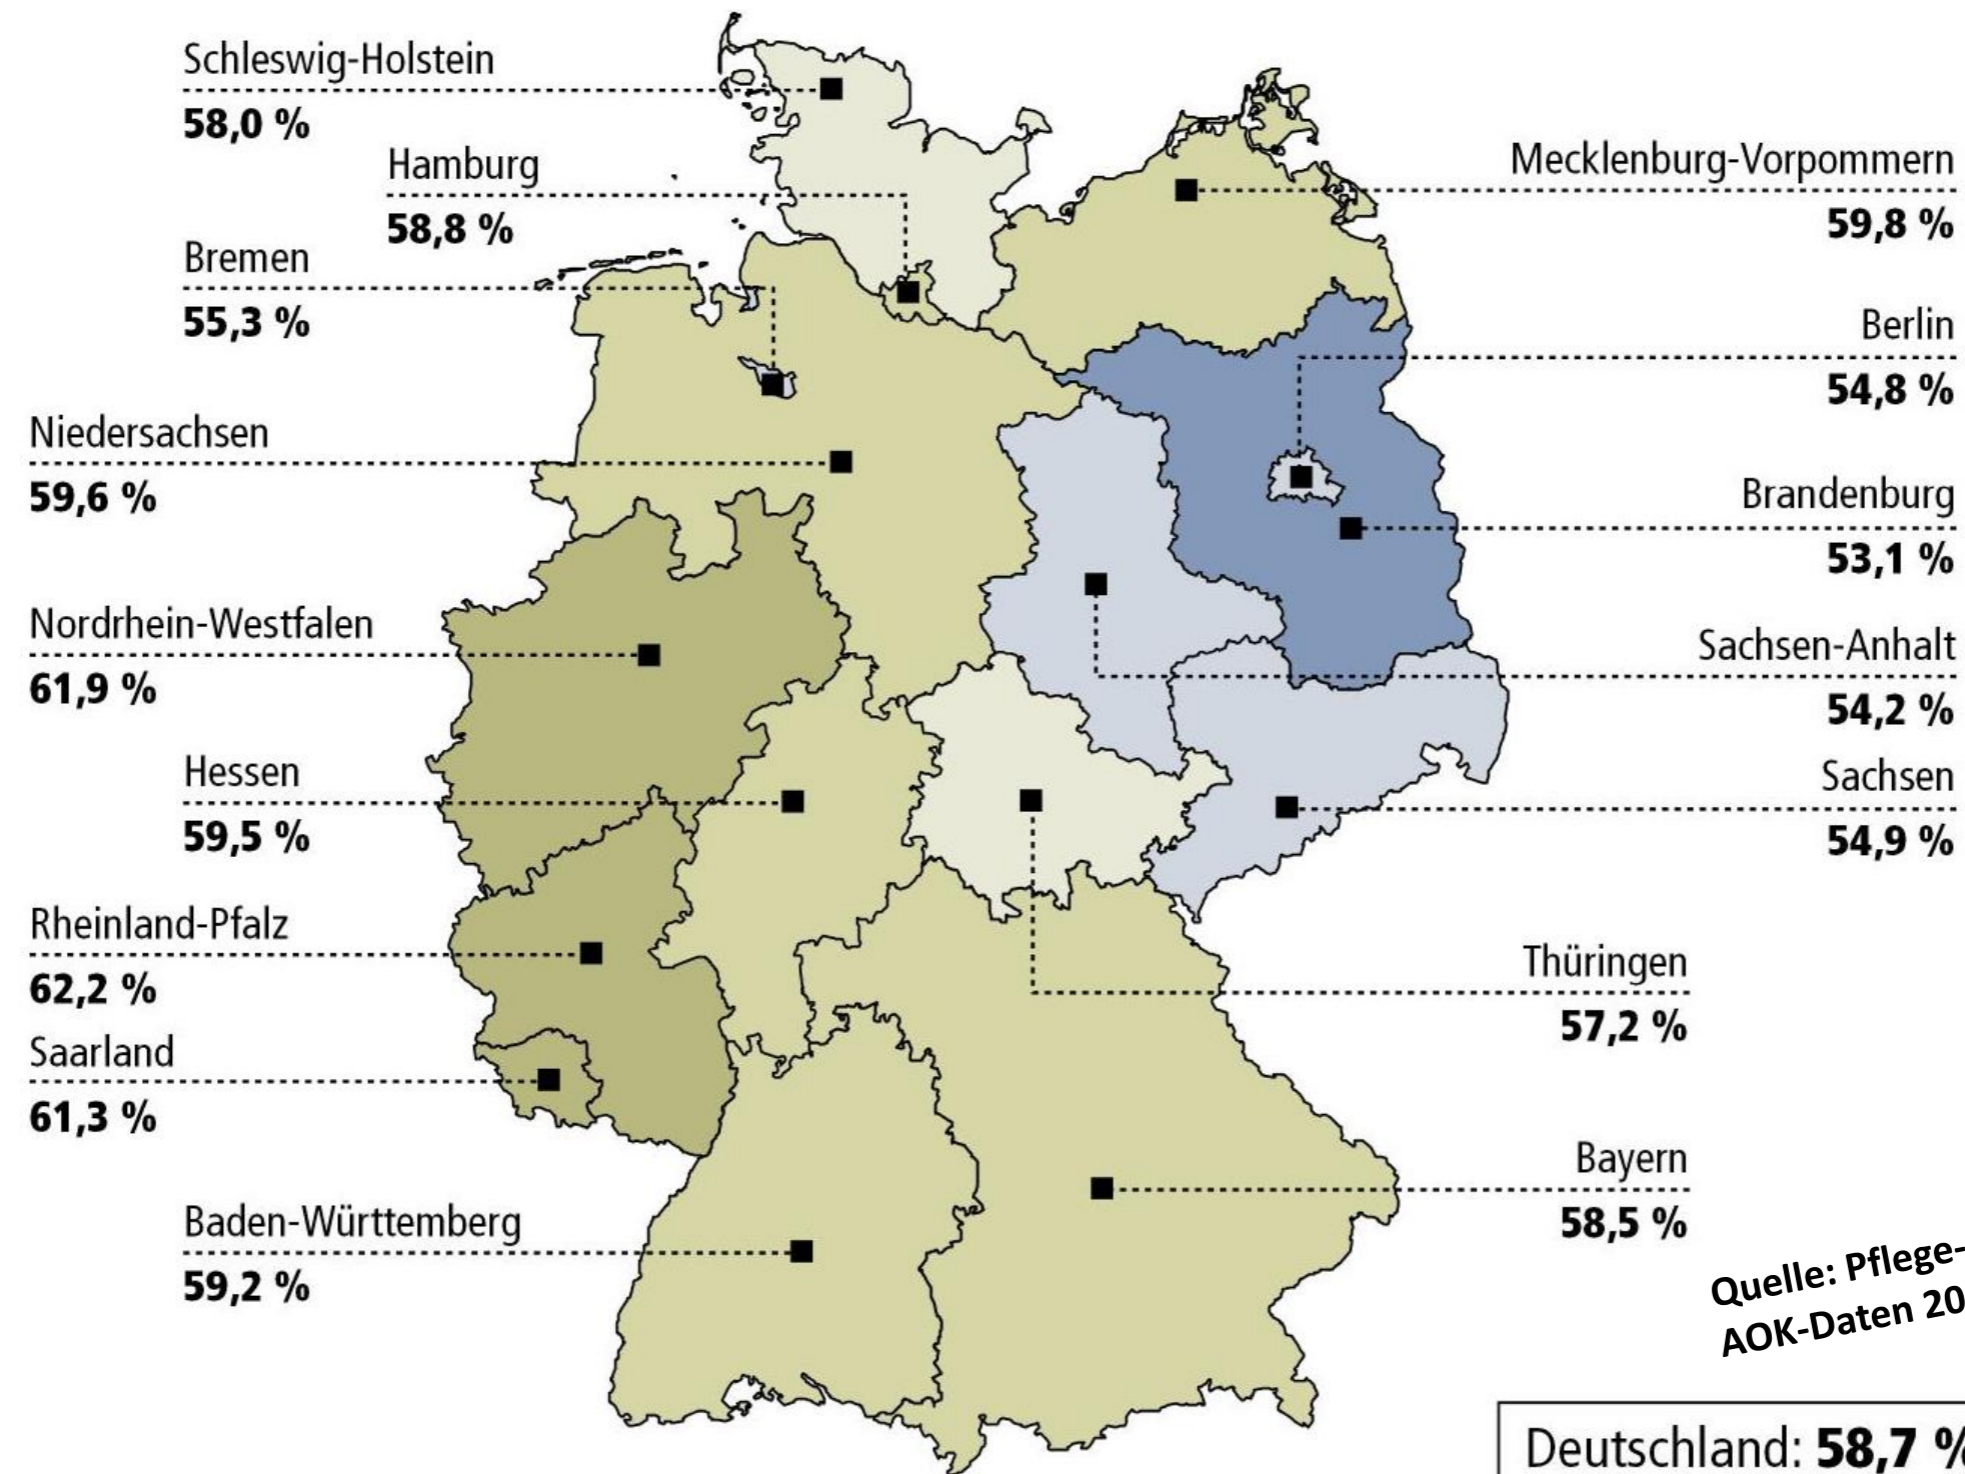 Schleswig-Holstein
58,0 %
Hamburg
58,8 %
Bremen
55,3 %
Niedersachsen
59,6 %
Nordrhein-Westfalen
61,9 %
Hessen
59,5 %
Rheinland-Pfalz
62,2 %
Saarland
61,3 %
Baden-Württemberg
59,2 %
Mecklenburg-Vorpommern
59,8 %
Berlin
54,8 %
Brandenburg
53,1 %
Sachsen-Anhalt
54,2 %
Sachsen
54,9 %
Thüringen
57,2 %
Bayern
58,5 %
Quelle: Pflege-
AOK-Daten 20
Deutschland: 58,7 %